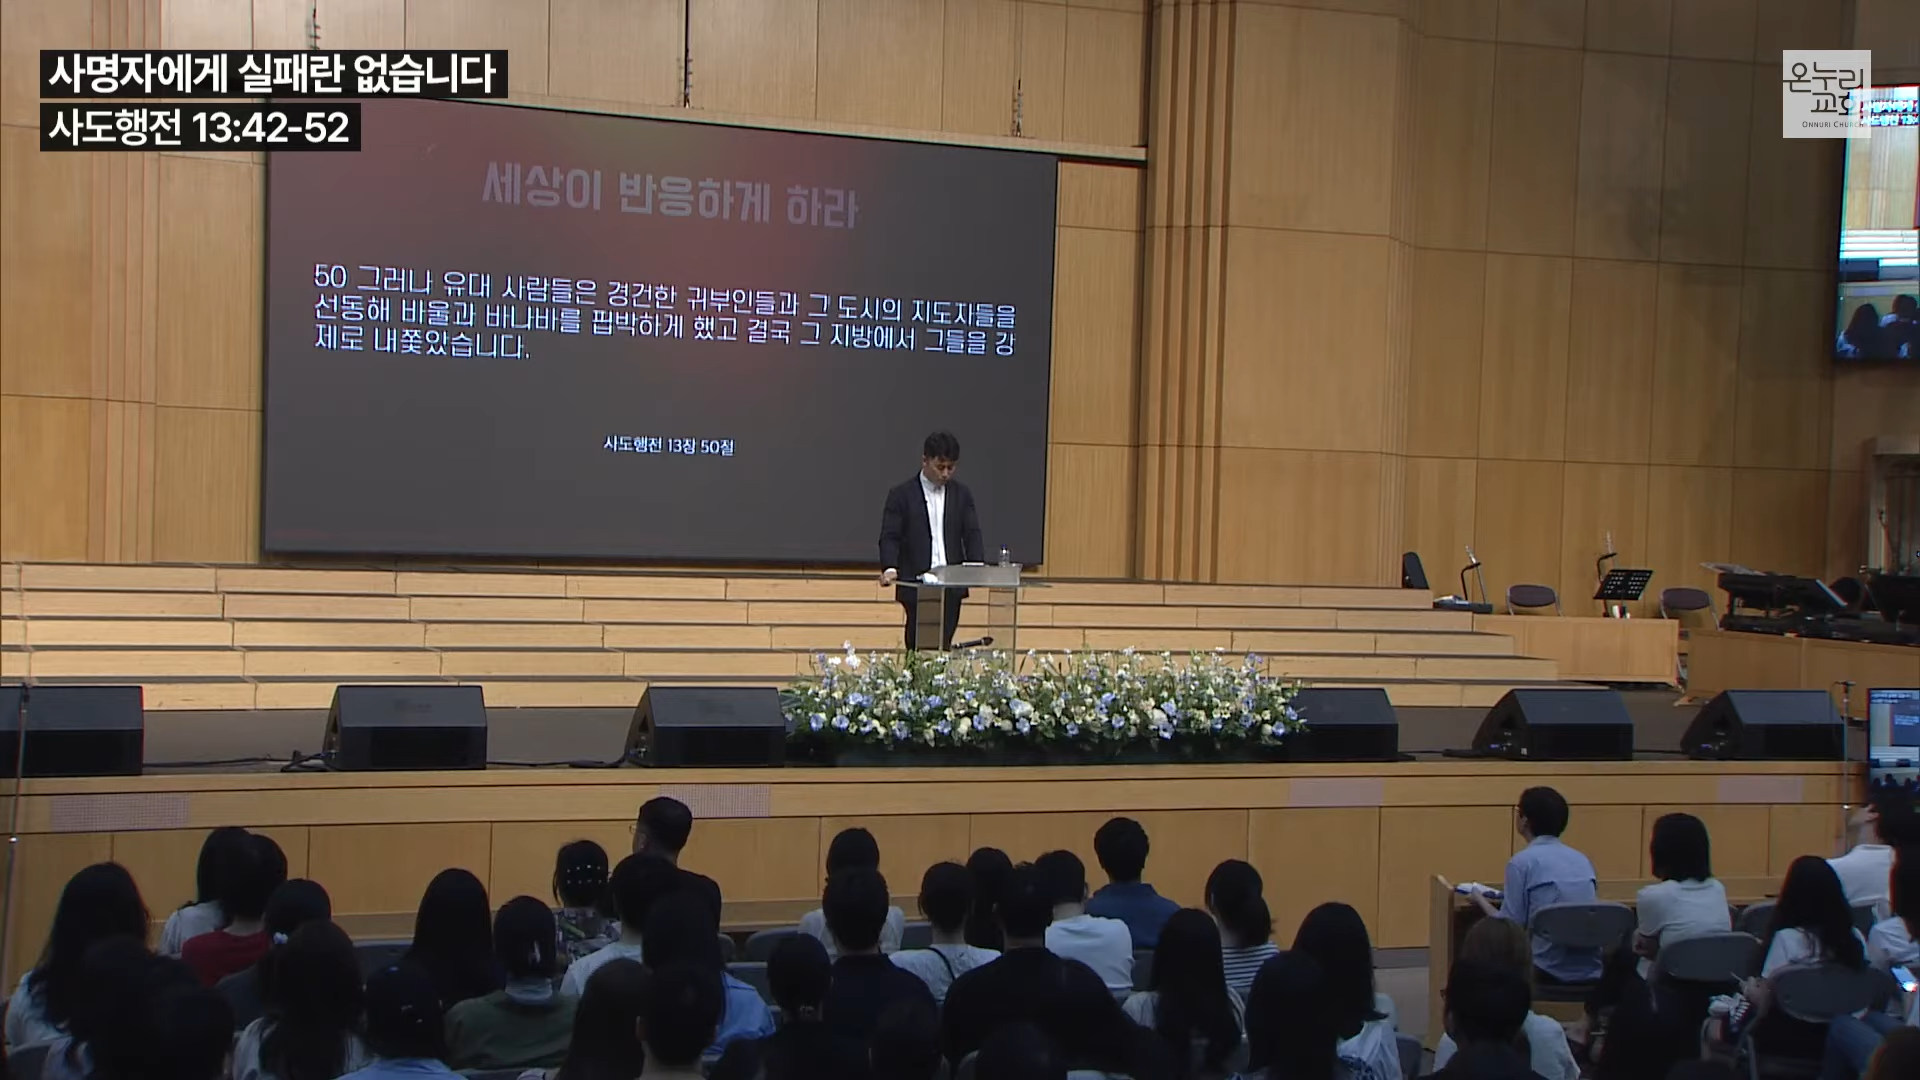 사명자에게 실패란 없습니다
사도행전 13:42-52
온누리
교회
ONNURI CHURCH
세상이 반응하게 하라
50 그러나 유대 사람들은 경건한 귀부인들과 그 도시의 지도자들을
선동해 바울과 바나바를 핍박하게 했고 결국 그 지방에서 그들을 강
제로 내쫓았습니다.
사도행전 13장 50절